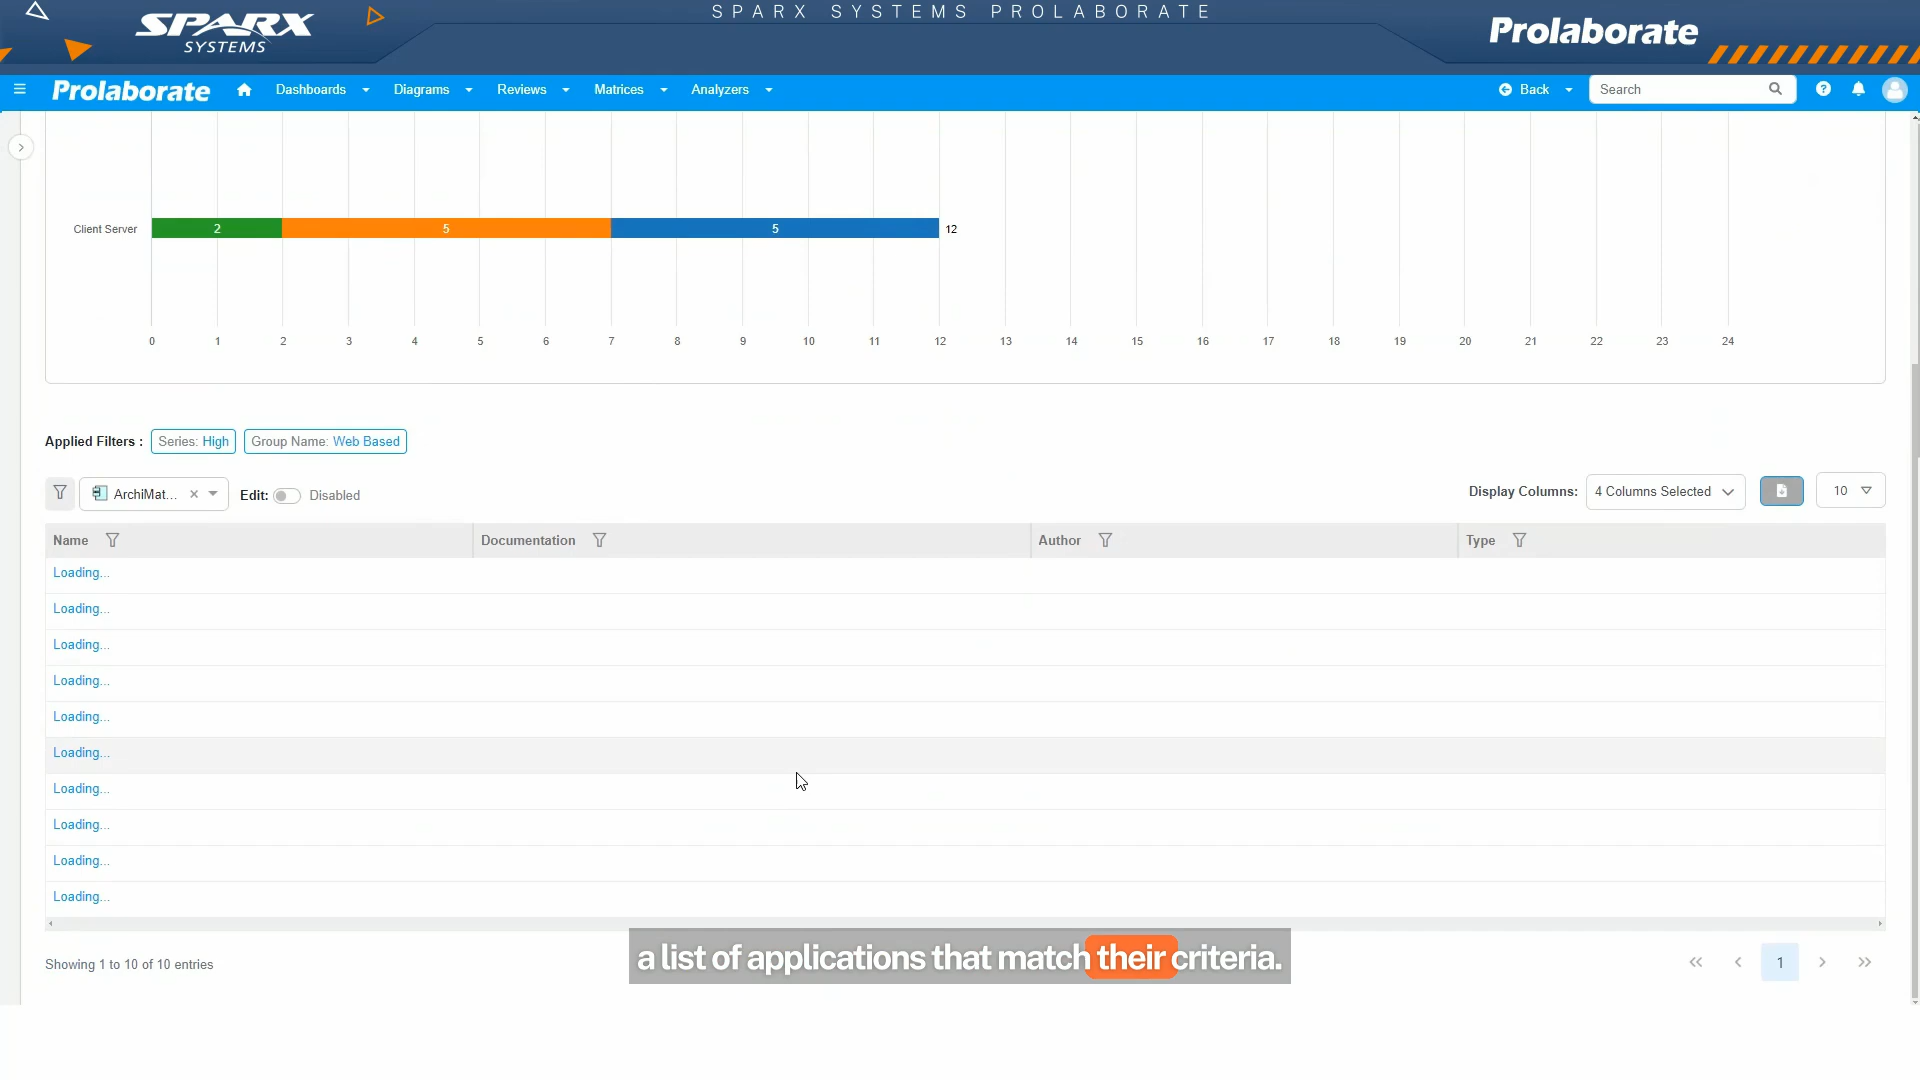 SPARX SYSTEMS PROLABORATE
SPARX
SYSTEMS
Prolaborate
Prolaborate
Dashboards
Diagrams
Reviews
Matrices
Analyzers
Back
Search
Client Server
2
5
5
12
0 1 2 3 4 5 6 7 8 9 10 11 12 13 14 15 16 17 18 19 20 21 22 23 24
Applied Filters : Series: High Group Name: Web Based
ArchiMat... Edit: Disabled
Display Columns: 4 Columns Selected 10
Name Documentation Author Type
Loading...
Loading...
Loading...
Loading...
Loading...
Loading...
Loading...
Loading...
Loading...
Loading...
a list of applications that match their criteria.
Showing 1 to 10 of 10 entries
1